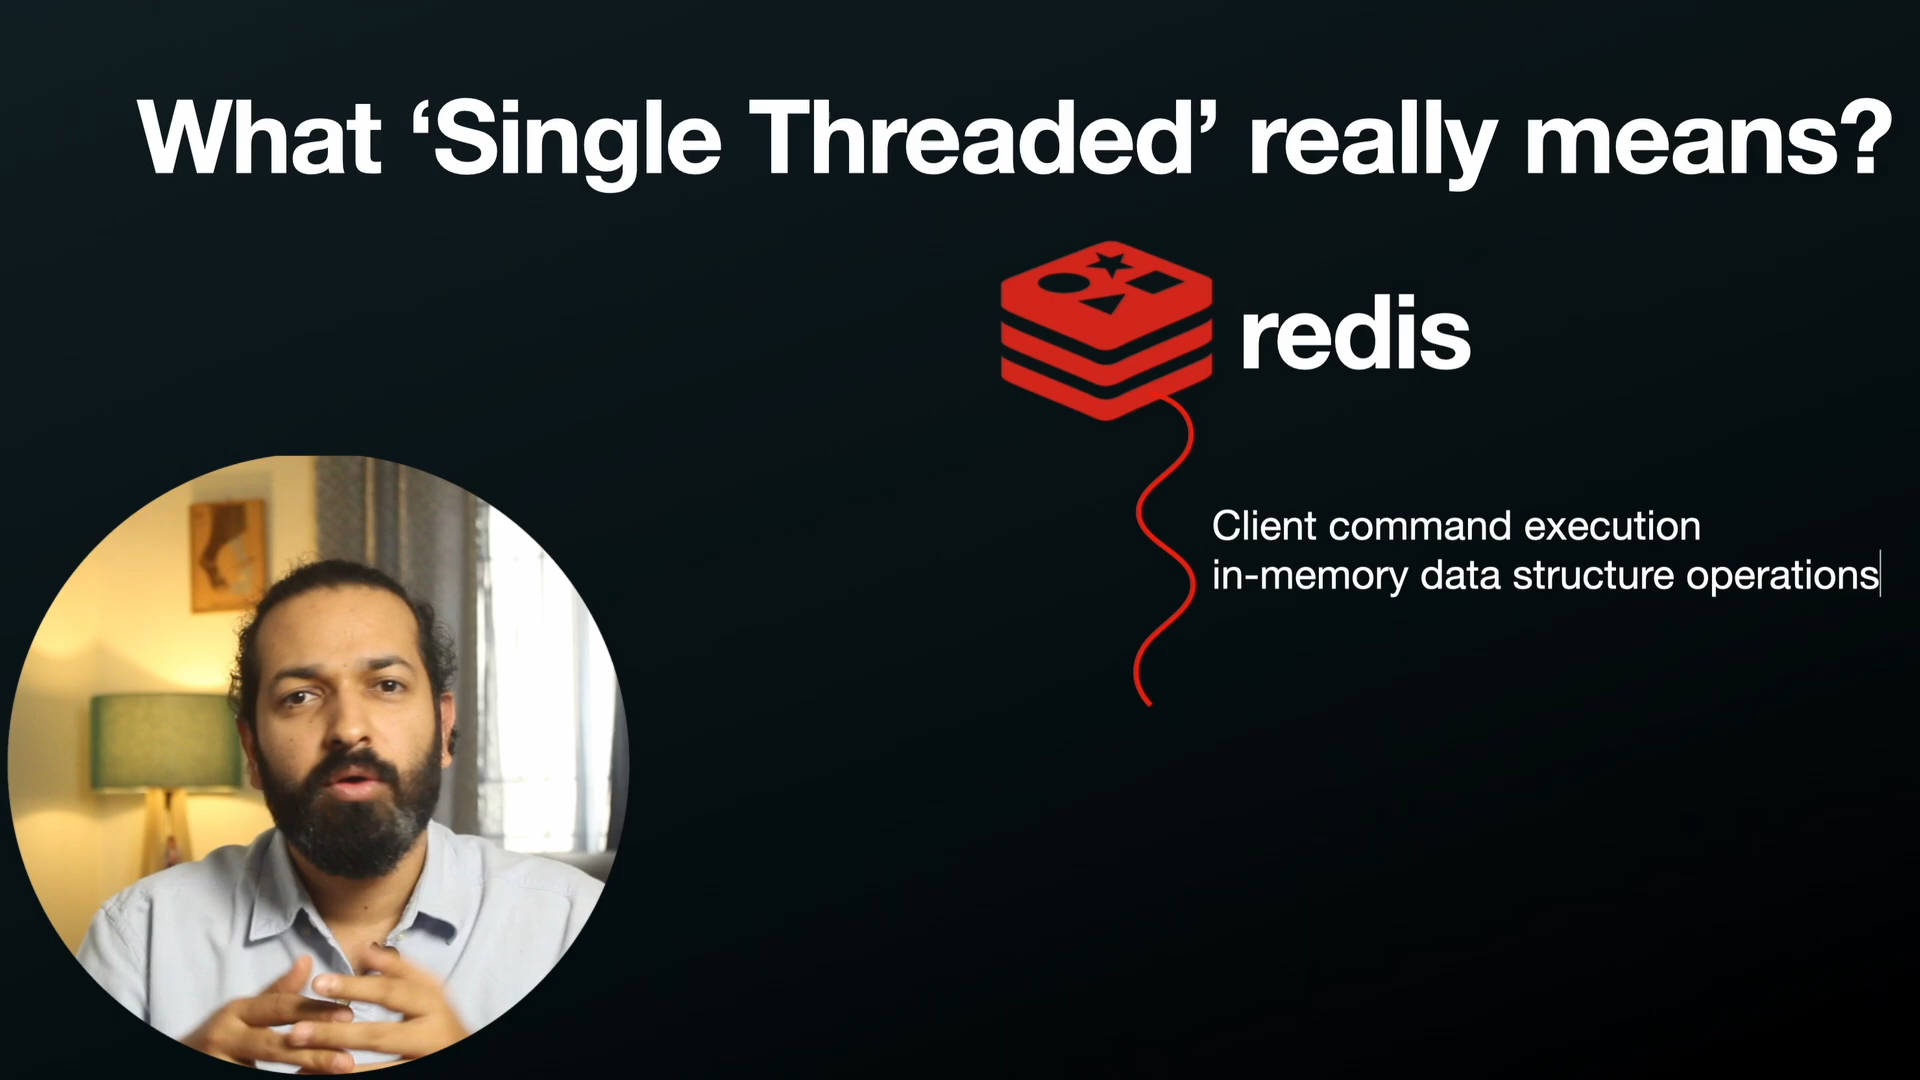 What ‘Single Threaded’ really means?
redis
Client command execution
in-memory data structure operations